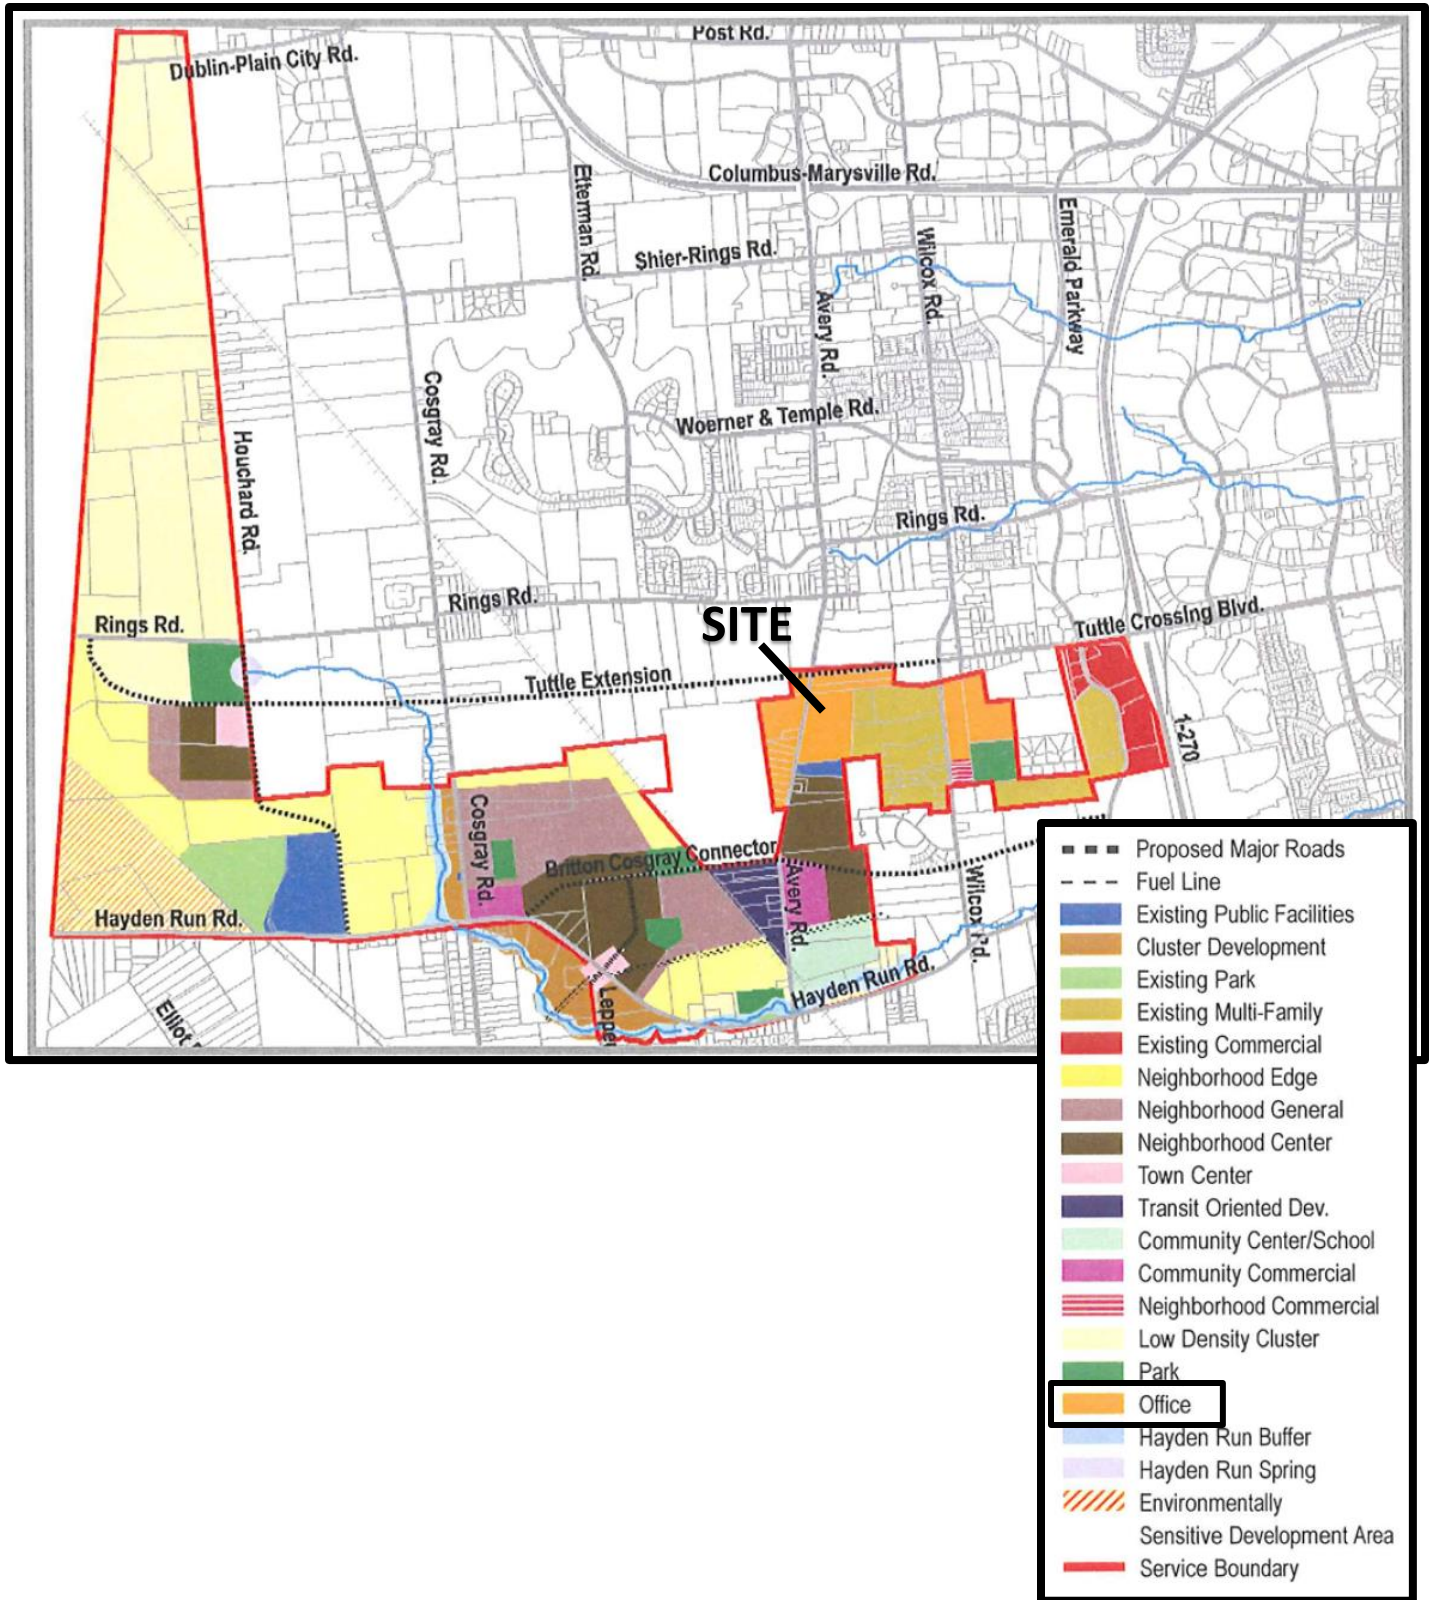 Post Rd.
Dublin-Plain City Rd.
Columbus-Marysville Rd.
Eiterman Rd.
Emerald Parkway
Wilcox Rd.
Shier-Rings Rd.
Avery Rd.
Cosgray Rd.
Woerner & Temple Rd.
Houchard Rd.
Rings Rd.
Rings Rd.
SITE
Tuttle Crossing Blvd.
Rings Rd.
Tuttle Extension
I-270
Cosgray Rd.
Britton Cosgray Connector
Avery Rd.
Wilcox Rd.
Hayden Run Rd.
Hayden Run Rd.
Elliot
Leppe
Proposed Major Roads
Fuel Line
Existing Public Facilities
Cluster Development
Existing Park
Existing Multi-Family
Existing Commercial
Neighborhood Edge
Neighborhood General
Neighborhood Center
Town Center
Transit Oriented Dev.
Community Center/School
Community Commercial
Neighborhood Commercial
Low Density Cluster
Park
Office
Hayden Run Buffer
Hayden Run Spring
Environmentally
Sensitive Development Area
Service Boundary